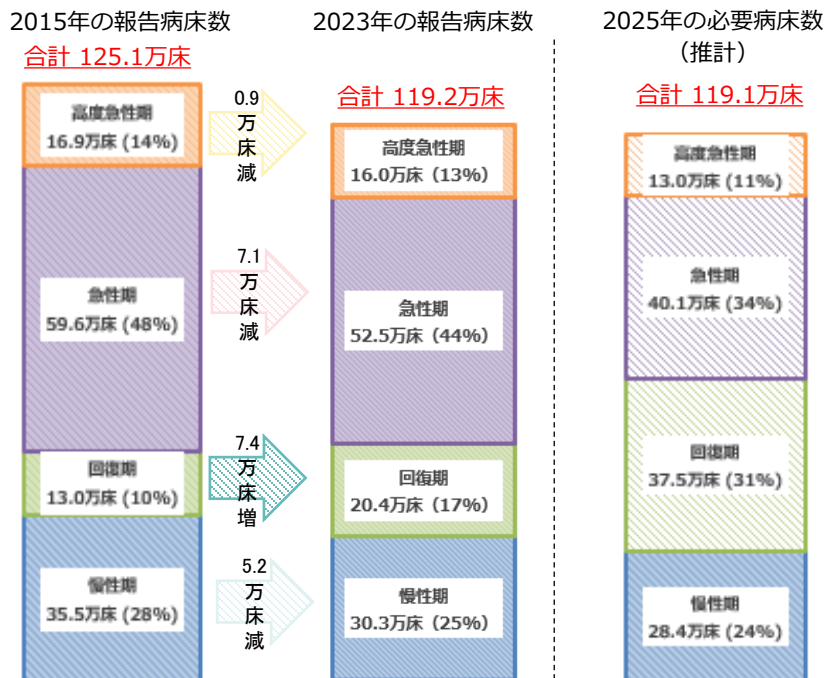 2015年の報告病床数
合計 125.1万床
高度急性期
16.9万床 (14%)
急性期
59.6万床 (48%)
回復期
13.0万床 (10%)
慢性期
35.5万床 (28%)
0.9
万
床
減
7.1
万
床
減
7.4
万
床
増
5.2
万
床
減
2023年の報告病床数
合計 119.2万床
高度急性期
16.0万床（13%）
急性期
52.5万床（44%）
回復期
20.4万床（17%）
慢性期
30.3万床（25%）
2025年の必要病床数
（推計）
合計 119.1万床
高度急性期
13.0万床 (11%)
急性期
40.1万床 (34%)
回復期
37.5万床 (31%)
慢性期
28.4万床 (24%)